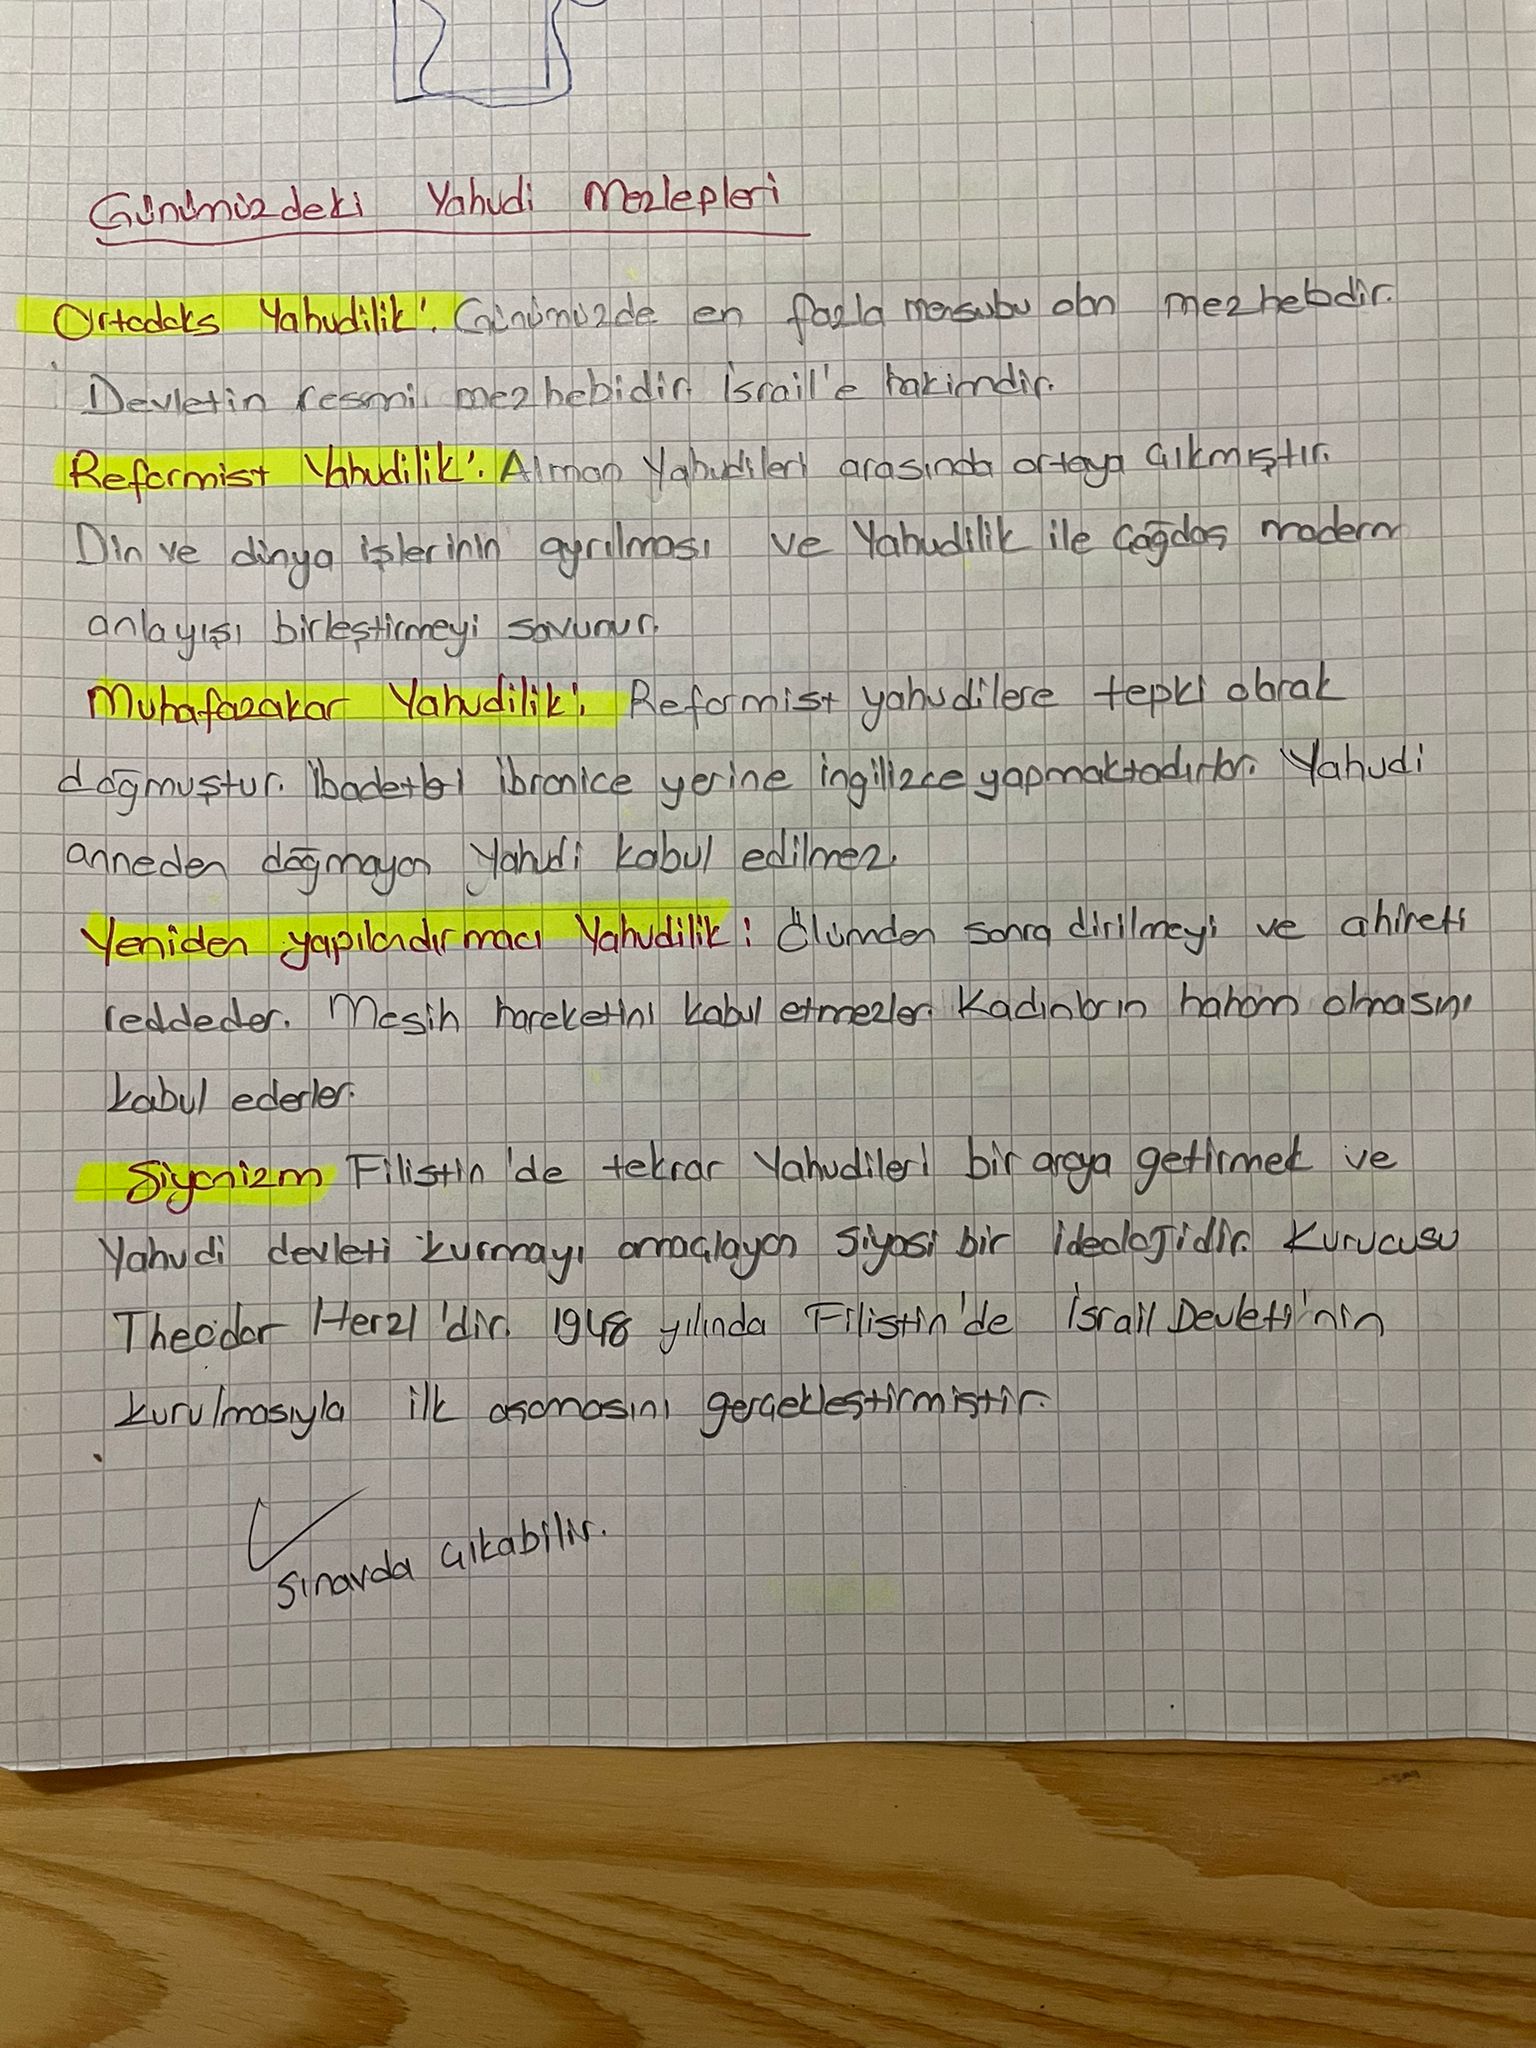 Günümüzdeki Yahudi Mezlepleri
Ortodoks Yahudilik: Günümüzde en fazla mensubu olan mezhebdir.
Devletin resmi mezhebidir. İsrail'e hakimdir.
Reformist Yahudilik: Alman Yahudileri arasında ortaya çıkmıştır.
Din ve dünya işlerinin ayrılması ve Yahudilik ile çağdaş modern
anlayışı birleştirmeyi savunur.
Muhafazakar Yahudilik: Reformist yahudilere tepki olarak
doğmuştur. İbadetleri ibranice yerine ingilizce yapmaktadırlar. Yahudi
anneden doğmayan Yahudi kabul edilmez.
Yeniden yapılandırmacı Yahudilik: Ölümden sonra dirilmeyi ve ahireti
reddeder. Mesih hareketini kabul etmezler. Kadınların haham olmasını
kabul ederler.
Siyonizm Filistin'de tekrar Yahudileri bir araya getirmek ve
Yahudi devleti kurmayı amaçlayan siyasi bir ideolojidir. Kurucusu
Theodor Herzl'dir. 1948 yılında Filistin'de İsrail Devleti'nin
kurulmasıyla ilk aşamasını gerçekleştirmiştir.
Sınavda çıkabilir.